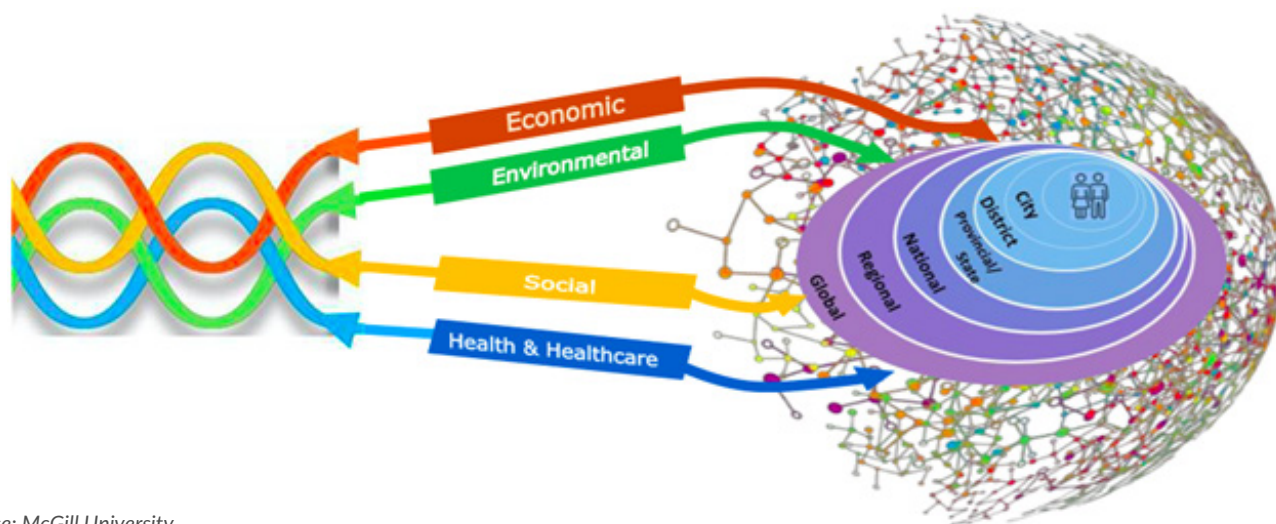 Economic
Environmental
Social
Health & Healthcare
City
District
Provincial/
State
National
Regional
Global
McGill University